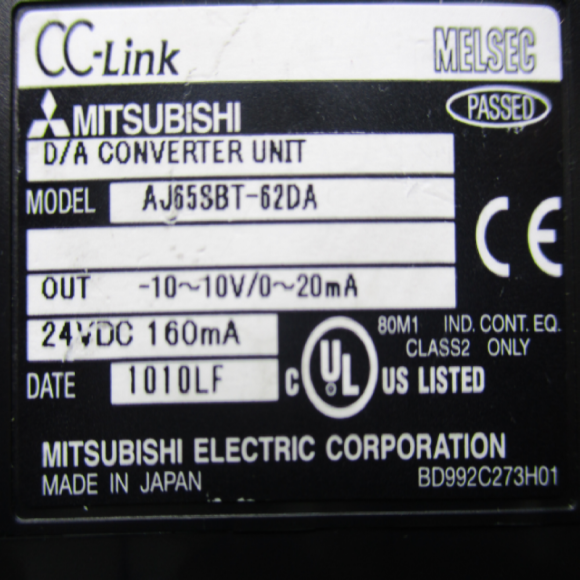 CC-Link MELSEC
MITSUBISHI PASSED
D/A CONVERTER UNIT
MODEL AJ65SBT-62DA
CE
OUT -10～10V/0～20mA
24VDC 160mA
80M1 IND. CONT. EQ.
CLASS2 ONLY
DATE 1010LF
C UL US LISTED
MITSUBISHI ELECTRIC CORPORATION
MADE IN JAPAN BD992C273H01